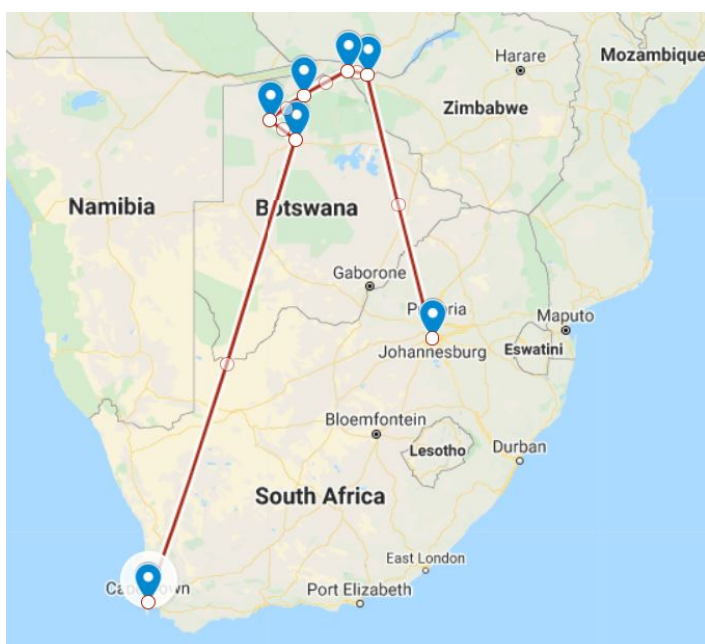 Harare
Mozambique
Zimbabwe
Namibia
Botswana
Gaborone
Johannesburg
Maputo
Eswatini
Bloemfontein
Lesotho
Durban
South Africa
East London
Port Elizabeth